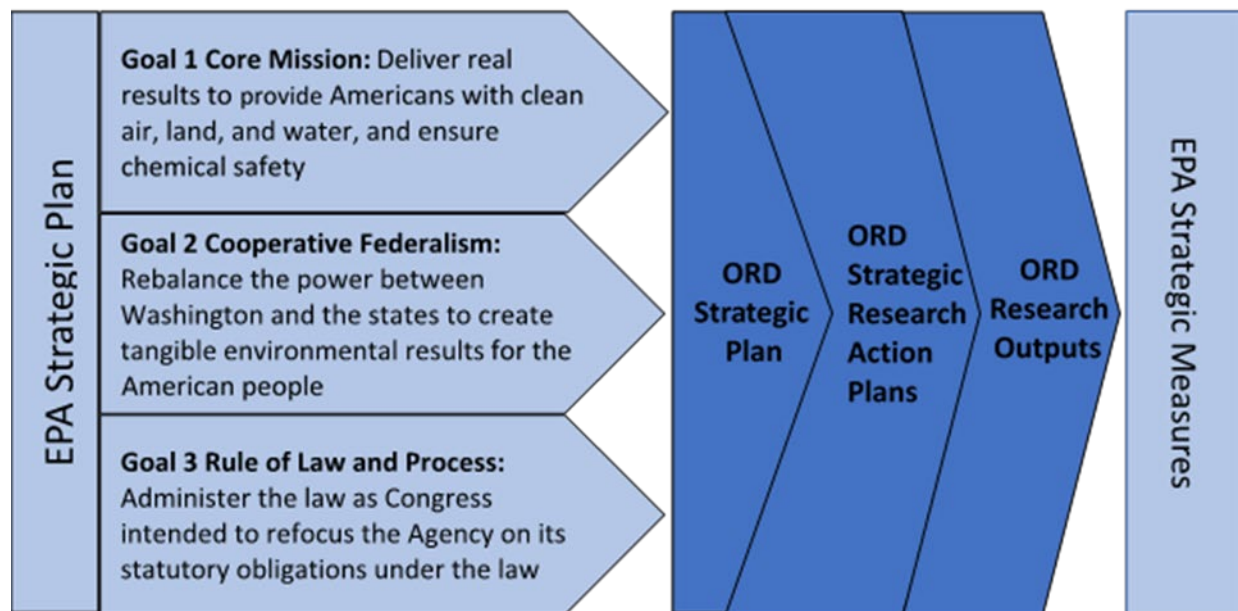 EPA Strategic Plan
Goal 1 Core Mission: Deliver real
results to provide Americans with clean
air, land, and water, and ensure
chemical safety
Goal 2 Cooperative Federalism:
Rebalance the power between
Washington and the states to create
tangible environmental results for the
American people
Goal 3 Rule of Law and Process:
Administer the law as Congress
intended to refocus the Agency on its
statutory obligations under the law
ORD
Strategic
Plan
ORD
Strategic
Research
Action
Plans
ORD
Research
Outputs
EPA Strategic Measures